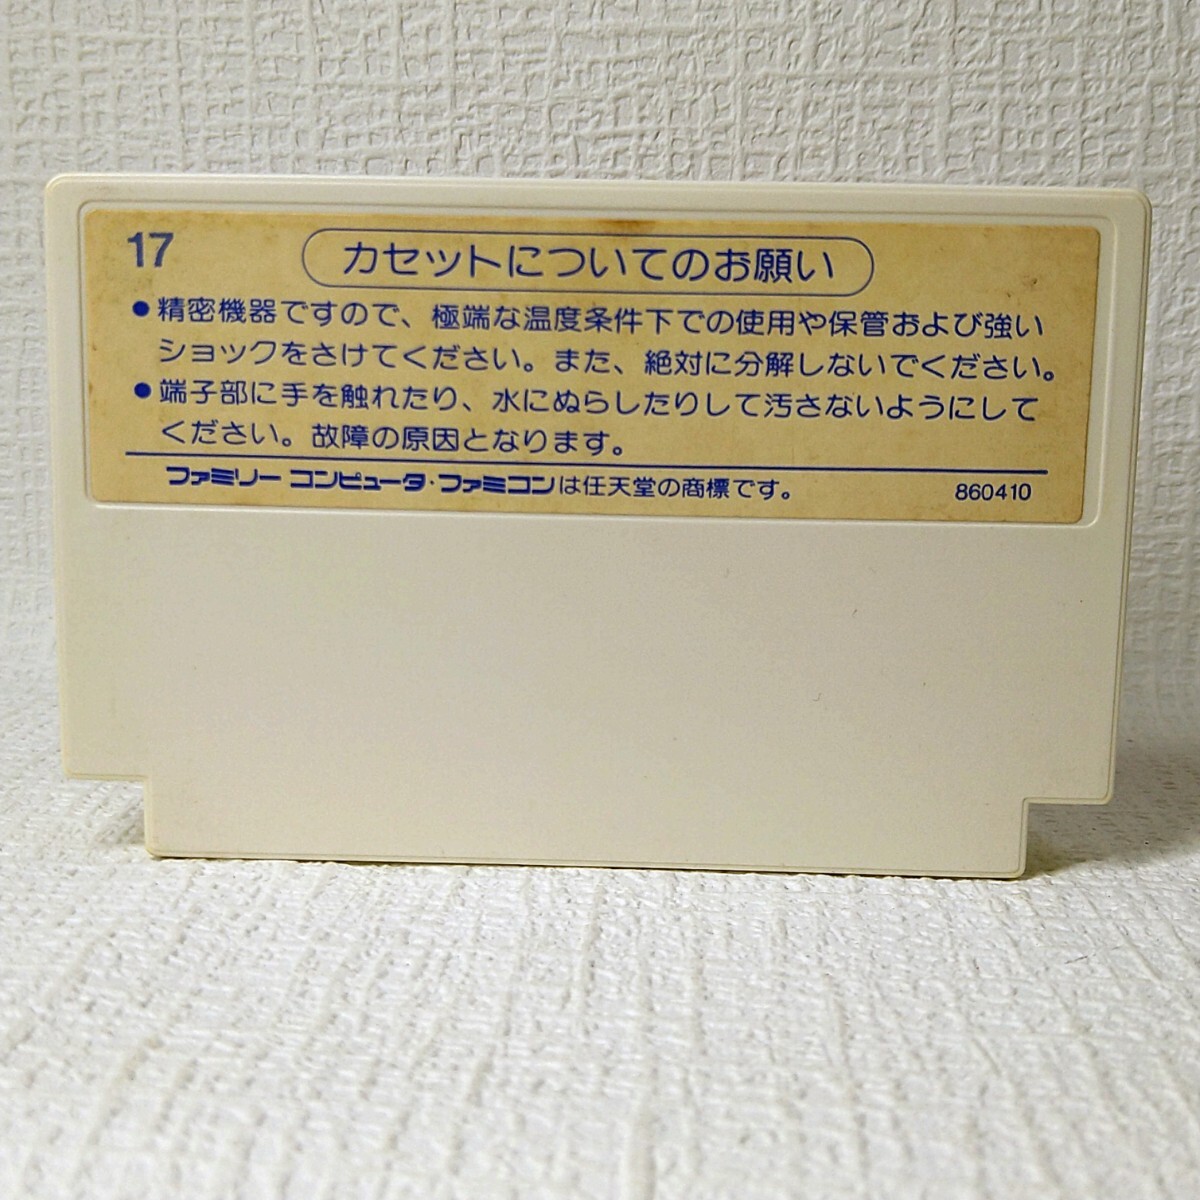 17
カセットについてのお願い
●精密機器ですので、極端な温度条件下での使用や保管および強い
ショックをさけてください。また、絶対に分解しないでください。
●端子部に手を触れたり、水にぬらしたりして汚さないようにして
ください。故障の原因となります。
ファミリーコンピュータ・ファミコンは任天堂の商標です。 860410